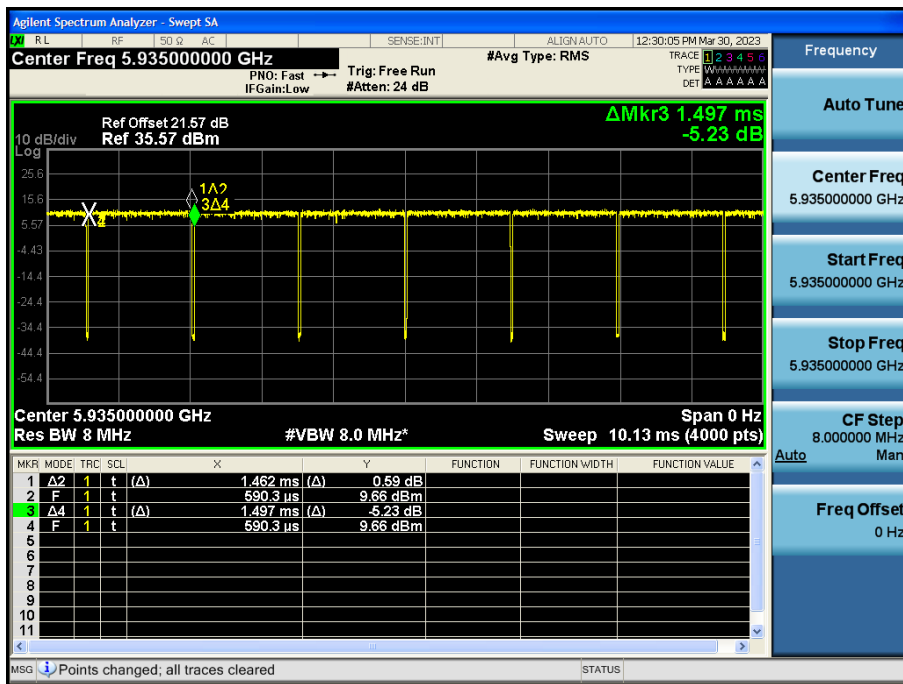 Agilent Spectrum Analyzer - Swept SA
LXI RL RF 50 Ω AC SENSE:INT ALIGN AUTO 12:30:05 PM Mar 30, 2023
Center Freq 5.935000000 GHz #Avg Type: RMS TRACE 1 2 3 4 5 6
PNO: Fast Trig: Free Run TYPE W
IFGain:Low #Atten: 24 dB DET A A A A A A
Frequency
Auto Tune
Ref Offset 21.57 dB ΔMkr3 1.497 ms
10 dB/div Ref 35.57 dBm -5.23 dB
Log
25.6
15.6
5.57
-4.43
-14.4
-24.4
-34.4
-44.4
-54.4
1Δ2
3Δ4
Center 5.935000000 GHz Span 0 Hz
Res BW 8 MHz #VBW 8.0 MHz* Sweep 10.13 ms (4000 pts)
MKR MODE TRC SCL X Y FUNCTION FUNCTION WIDTH FUNCTION VALUE
1 Δ2 1 t (Δ) 1.462 ms (Δ) 0.59 dB
2 F 1 t 590.3 µs 9.66 dBm
3 Δ4 1 t (Δ) 1.497 ms (Δ) -5.23 dB
4 F 1 t 590.3 µs 9.66 dBm
5
6
7
8
9
10
11
MSG Points changed; all traces cleared STATUS
Center Freq
5.935000000 GHz
Start Freq
5.935000000 GHz
Stop Freq
5.935000000 GHz
CF Step
8.000000 MHz
Auto Man
Freq Offset
0 Hz